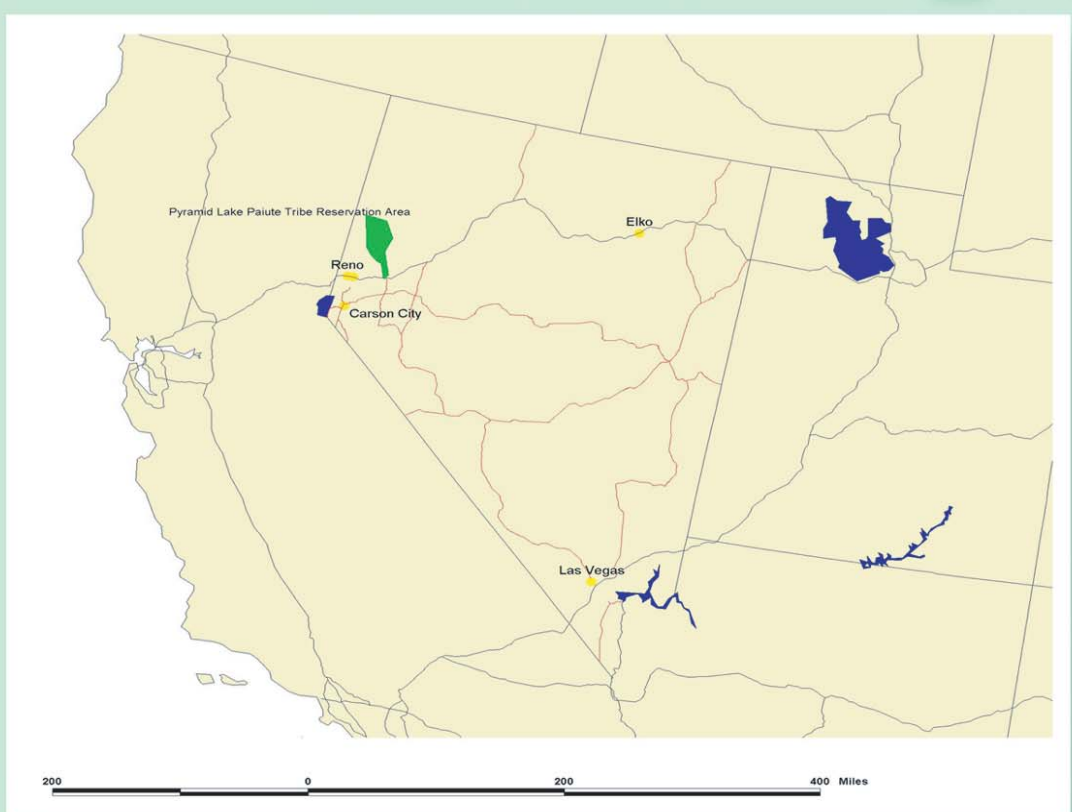 Pyramid Lake Paiute Tribe Reservation Area
Elko
Reno
Carson City
Las Vegas
200 0 200 400 Miles